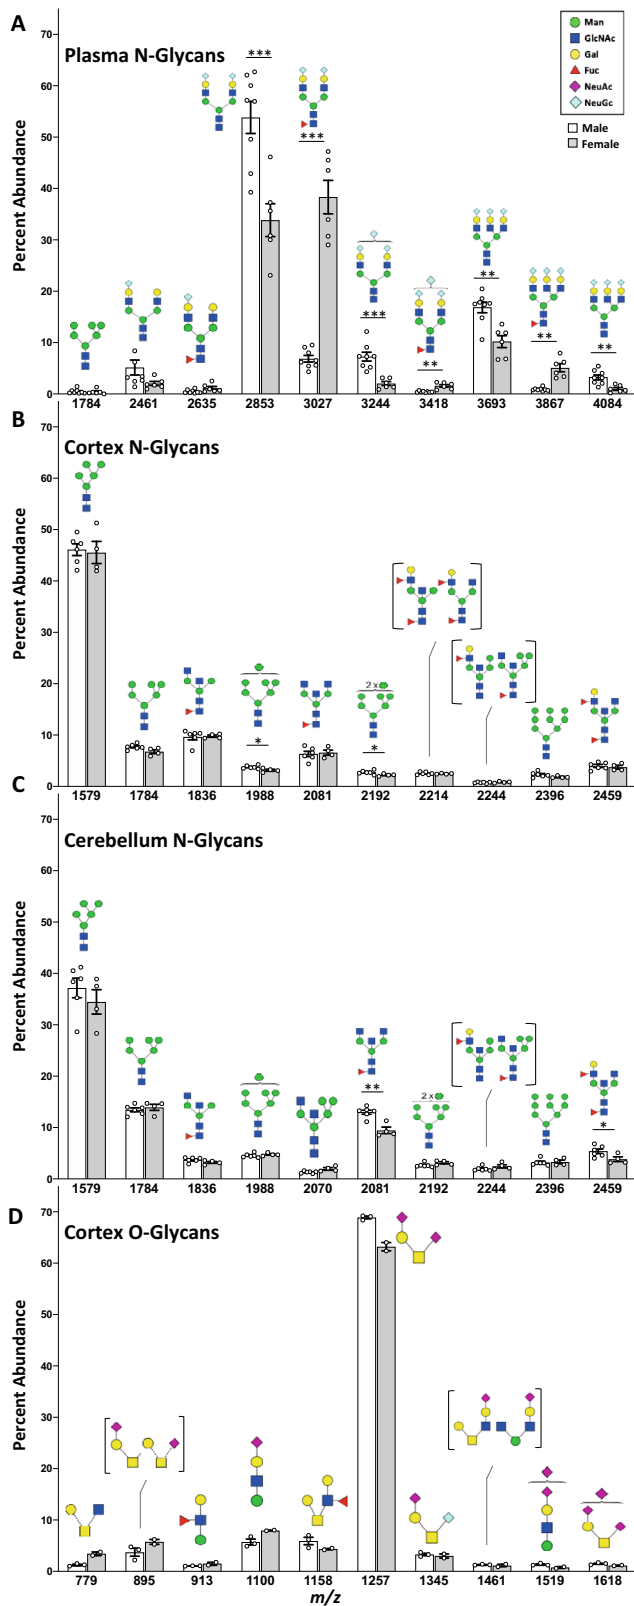 A
Plasma N-Glycans
Man
GlcNAc
Gal
Fuc
NeuAc
NeuGc
Male
Female
Percent Abundance
70
60
50
40
30
20
10
0
***
***
***
**
**
**
**
1784 2461 2635 2853 3027 3244 3418 3693 3867 4084
B
Cortex N-Glycans
Percent Abundance
70
60
50
40
30
20
10
0
2x
*
*
1579 1784 1836 1988 2081 2192 2214 2244 2396 2459
C
Cerebellum N-Glycans
Percent Abundance
70
60
50
40
30
20
10
0
2x
**
*
1579 1784 1836 1988 2070 2081 2192 2244 2396 2459
D
Cortex O-Glycans
Percent Abundance
70
60
50
40
30
20
10
0
779 895 913 1100 1158 1257 1345 1461 1519 1618
m/z